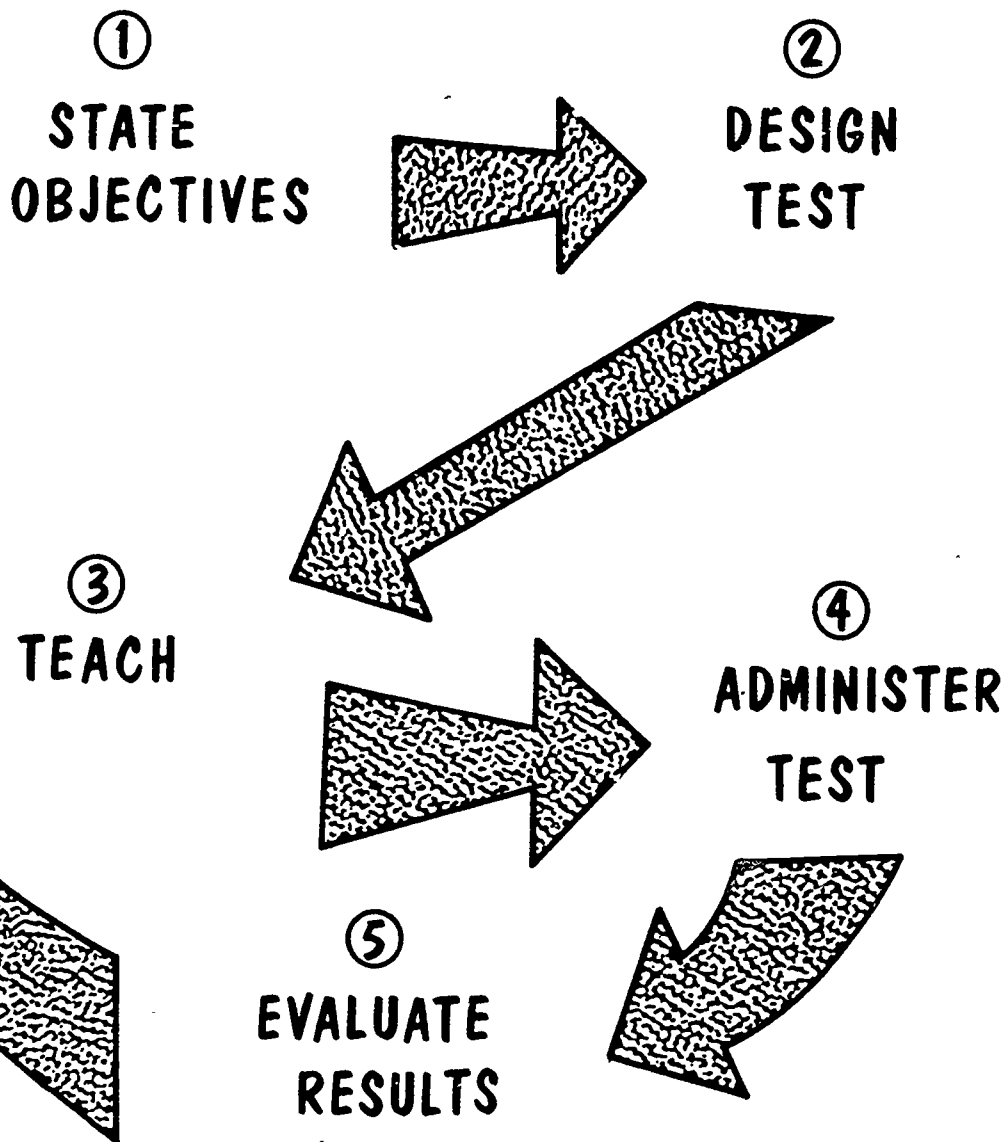 ①
STATE
OBJECTIVES
②
DESIGN
TEST
③
TEACH
④
ADMINISTER
TEST
⑤
EVALUATE
RESULTS